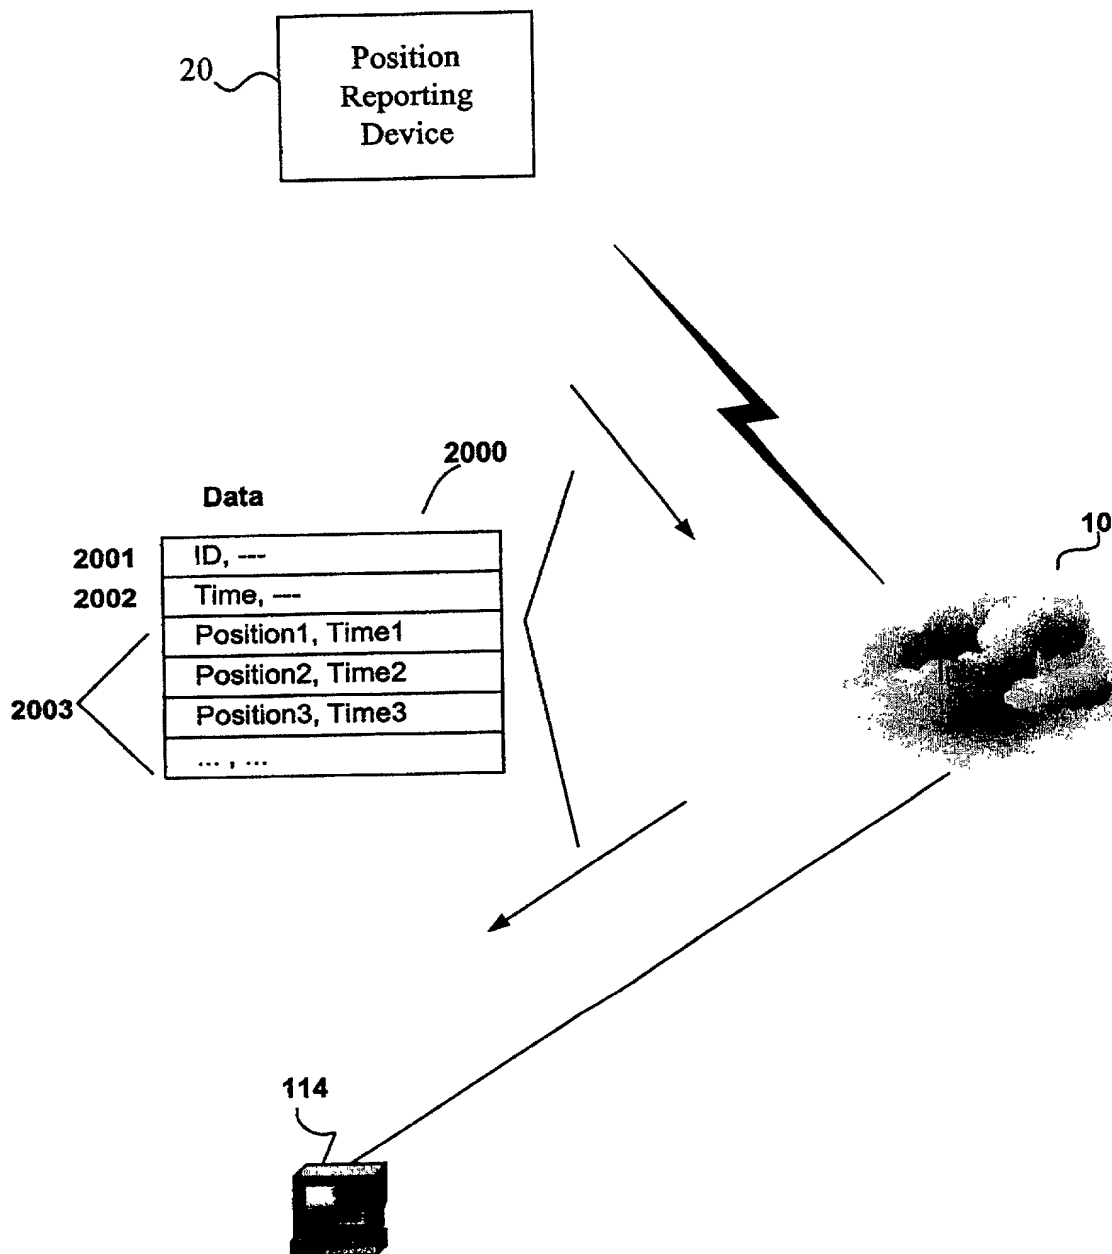 20
Position
Reporting
Device
2000
Data
10
2001
ID, ---
2002
Time, ---
Position1, Time1
Position2, Time2
2003
Position3, Time3
... , ...
114